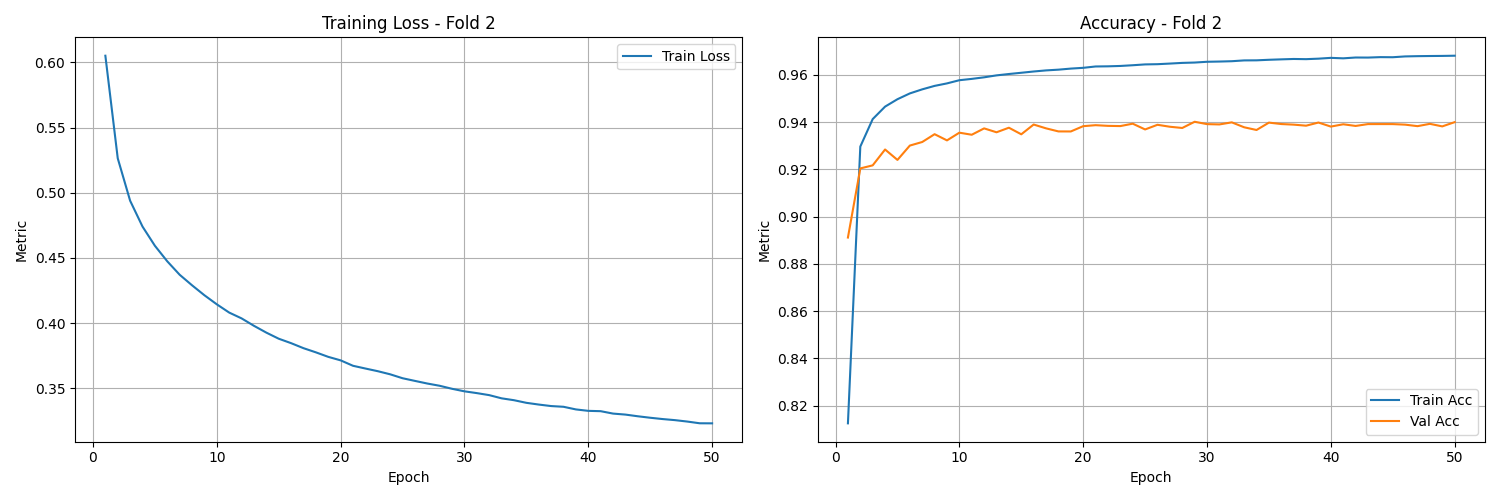 Training Loss - Fold 2
Train Loss
0.60
0.55
0.50
0.45
0.40
0.35
Metric
0 10 20 30 40 50
Epoch
Accuracy - Fold 2
0.96
0.94
0.92
0.90
0.88
0.86
0.84
0.82
Metric
Train Acc
Val Acc
0 10 20 30 40 50
Epoch